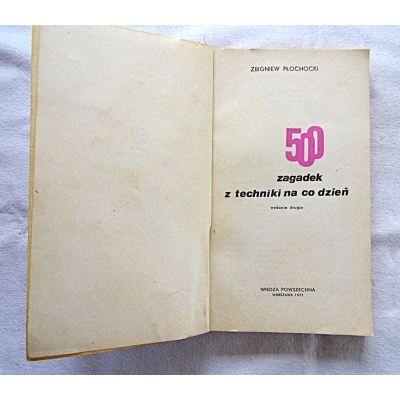 ZBIGNIEW PŁOCHOCKI
500
zagadek
z techniki na co dzień
wydanie drugie
WIEDZA POWSZECHNA
WARSZAWA 1971